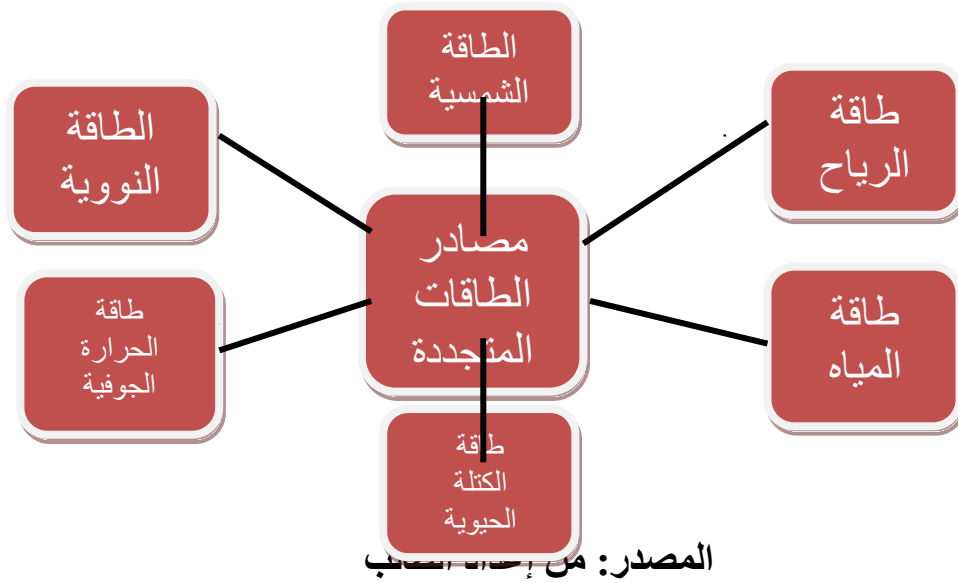 الطاقة
الشمسية
طاقة
الرياح
الطاقة
النووية
مصادر
الطاقات
المتجددة
طاقة
المياه
طاقة
الحرارة
الجوفية
طاقة
الكتلة
الحيوية
المصدر: من